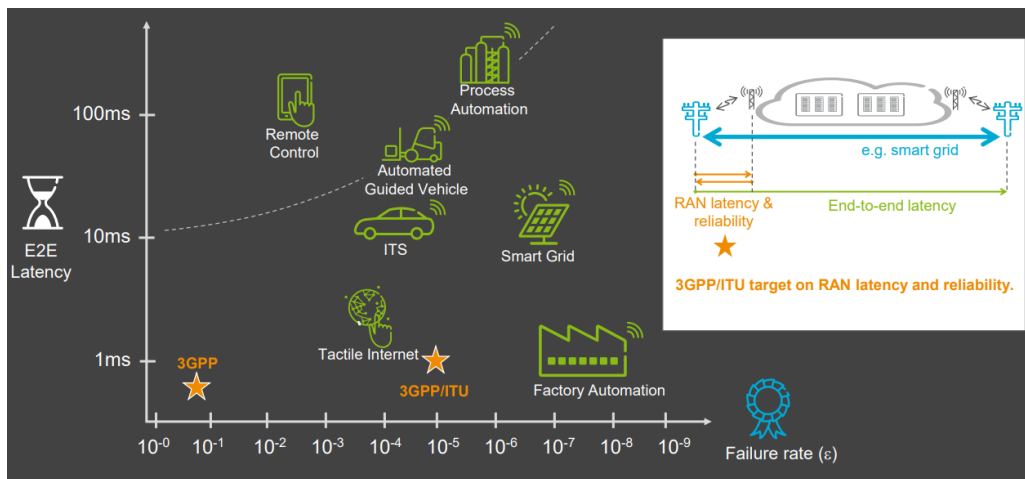 100ms
10ms
1ms
E2E
Latency
Remote
Control
Process
Automation
Automated
Guided Vehicle
ITS
Smart Grid
Tactile Internet
Factory Automation
3GPP
3GPP/ITU
10-0
10-1
10-2
10-3
10-4
10-5
10-6
10-7
10-8
10-9
Failure rate (ε)
e.g. smart grid
RAN latency &
reliability
End-to-end latency
3GPP/ITU target on RAN latency and reliability.